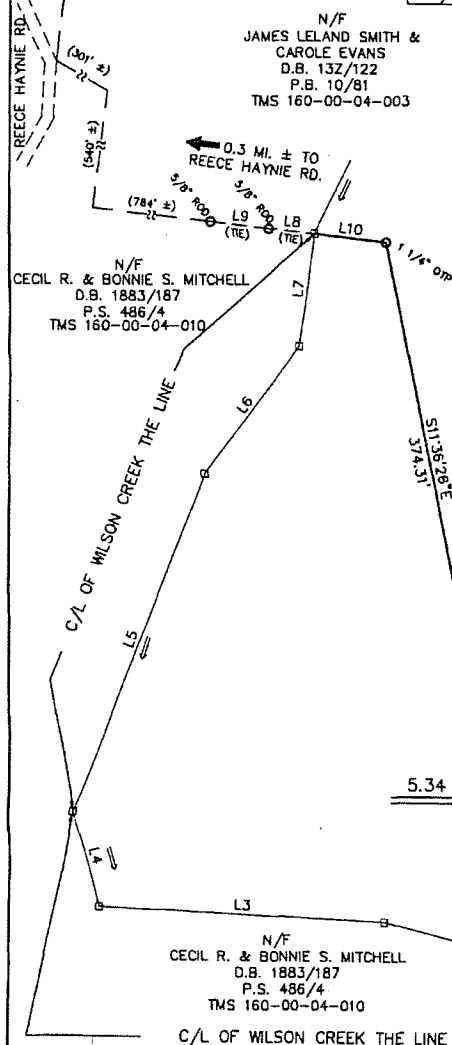 N/F
JAMES LELAND SMITH &
CAROLE EVANS
D.B. 13Z/122
P.B. 10/81
TMS 160-00-04-003
REECE HAYNIE RD.
(301' ±)
(540' ±)
0.3 MI. ± TO
REECE HAYNIE RD.
(784' ±)
5/8" ROD
L9
(TIE)
5/8" ROD
L8
(TIE)
L10
1 1/4" OTP
N/F
CECIL R. & BONNIE S. MITCHELL
D.B. 1883/187
P.S. 486/4
TMS 160-00-04-010
L7
L6
S11°36'26"E
374.31'
C/L OF WILSON CREEK THE LINE
L5
5.34
L4
L3
N/F
CECIL R. & BONNIE S. MITCHELL
D.B. 1883/187
P.S. 486/4
TMS 160-00-04-010
C/L OF WILSON CREEK THE LINE